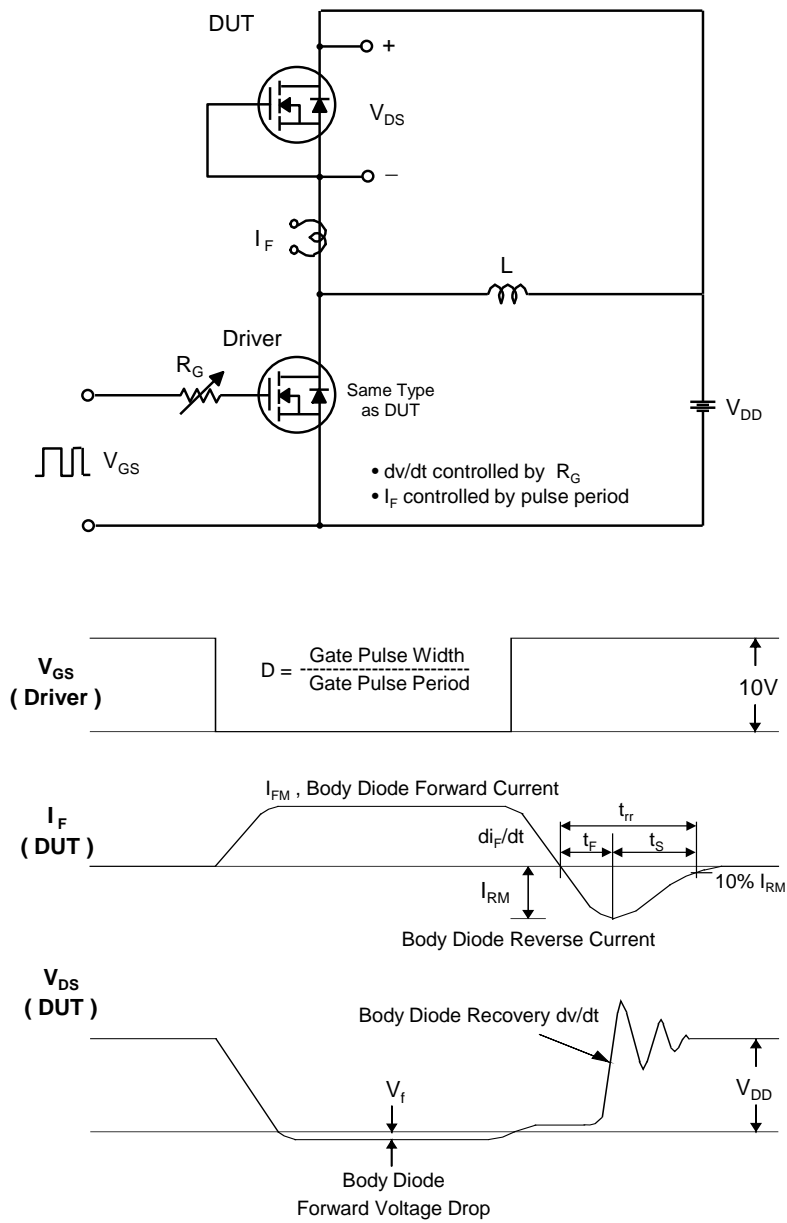 DUT
+
V_DS
−
I_F
L
Driver
R_G
Same Type
as DUT
V_DD
V_GS
• dv/dt controlled by R_G
• I_F controlled by pulse period
V_GS
( Driver )
D = Gate Pulse Width
Gate Pulse Period
10V
I_FM , Body Diode Forward Current
I_F
( DUT )
di_F/dt
t_rr
t_F
t_S
I_RM
10% I_RM
Body Diode Reverse Current
V_DS
( DUT )
Body Diode Recovery dv/dt
V_f
V_DD
Body Diode
Forward Voltage Drop